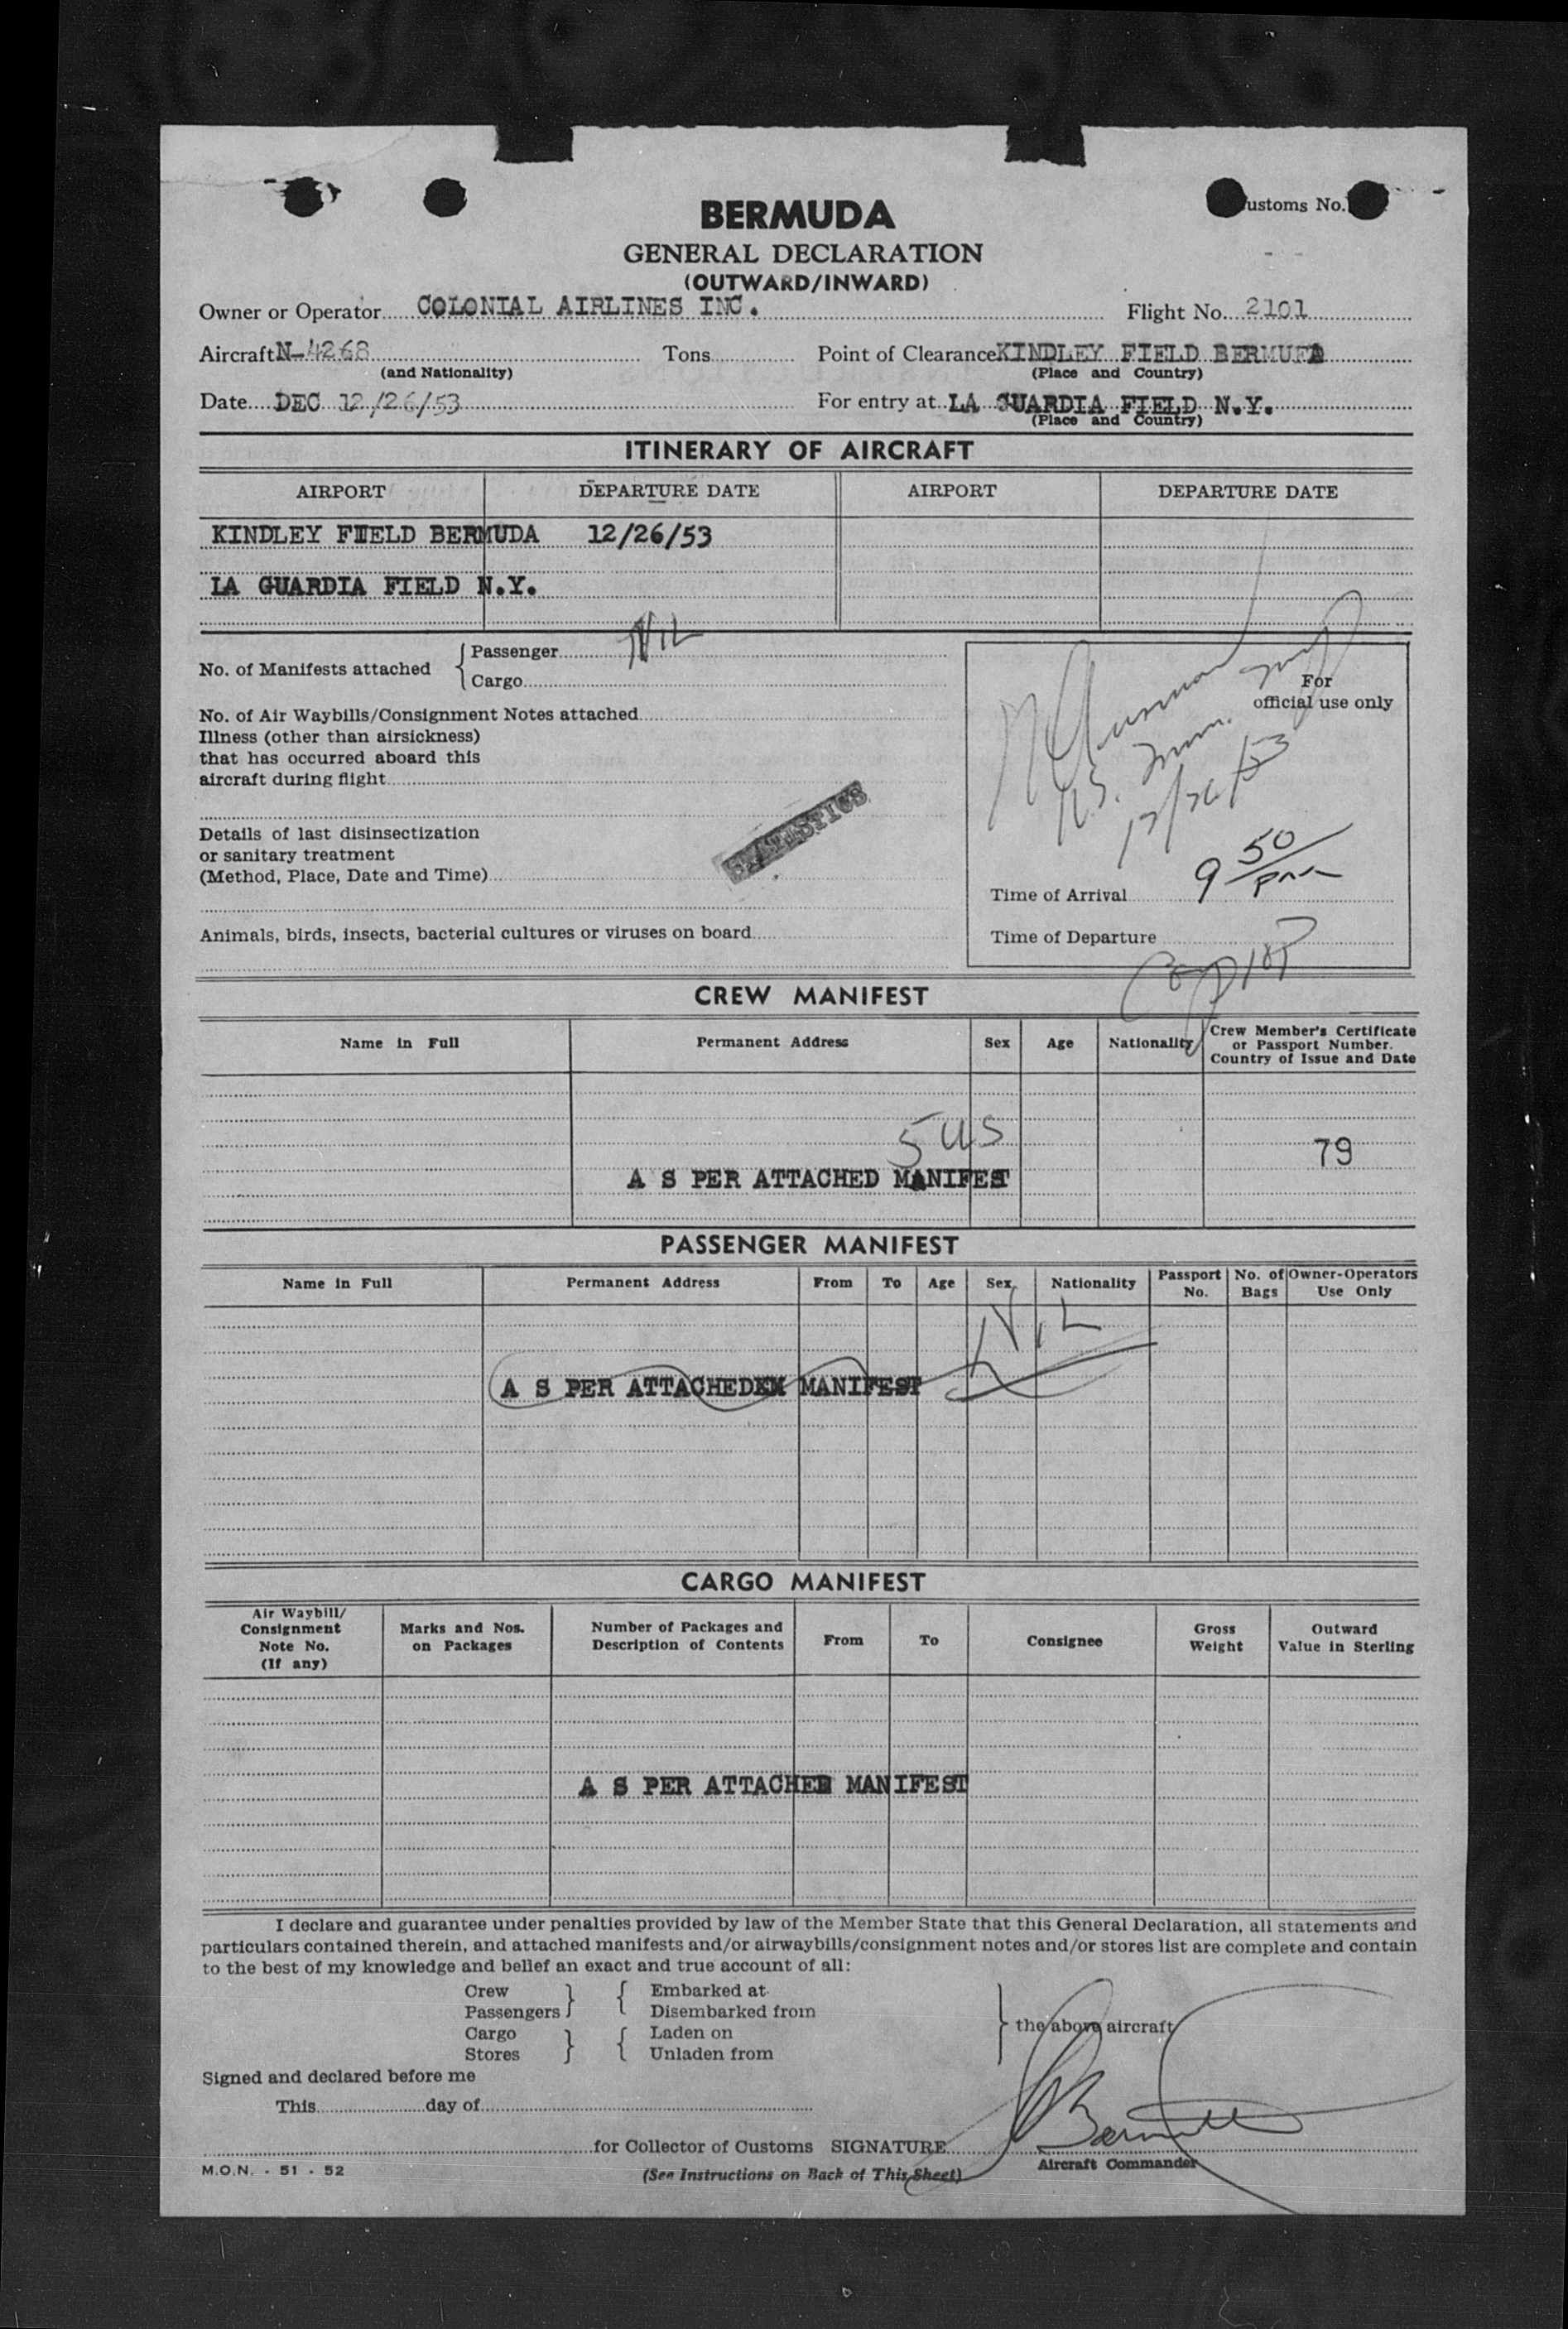 ustoms No.
BERMUDA
GENERAL DECLARATION
(OUTWARD/INWARD)
Owner or Operator COLONIAL AIRLINES INC. Flight No. 2101
Aircraft N-4268 Tons Point of Clearance KINDLEY FIELD BERMUFA
(and Nationality) (Place and Country)
Date DEC 12/26/53 For entry at LA GUARDIA FIELD N.Y.
(Place and Country)
ITINERARY OF AIRCRAFT
AIRPORT DEPARTURE DATE AIRPORT DEPARTURE DATE
KINDLEY FIELD BERMUDA 12/26/53
LA GUARDIA FIELD N.Y.
No. of Manifests attached { Passenger NIL
Cargo
For
official use only
No. of Air Waybills/Consignment Notes attached
Illness (other than airsickness)
that has occurred aboard this
aircraft during flight
U.S. Imm.
12/26/53
STATISTICS
Details of last disinsectization
or sanitary treatment
(Method, Place, Date and Time)
Time of Arrival 9 50/pm
Animals, birds, insects, bacterial cultures or viruses on board
Time of Departure
CREW MANIFEST
Name in Full Permanent Address Sex Age Nationality Crew Member's Certificate
or Passport Number.
Country of Issue and Date
5 US
79
A S PER ATTACHED MANIFEST
PASSENGER MANIFEST
Name in Full Permanent Address From To Age Sex Nationality Passport No. No. of Bags Owner-Operators Use Only
NIL
A S PER ATTACHED MANIFEST
CARGO MANIFEST
Air Waybill/
Consignment
Note No.
(If any)
Marks and Nos.
on Packages
Number of Packages and
Description of Contents
From To Consignee
Gross
Weight
Outward
Value in Sterling
A S PER ATTACHED MANIFEST
I declare and guarantee under penalties provided by law of the Member State that this General Declaration, all statements and
particulars contained therein, and attached manifests and/or airwaybills/consignment notes and/or stores list are complete and contain
to the best of my knowledge and belief an exact and true account of all:
Crew } { Embarked at
Passengers Disembarked from
Cargo } { Laden on } the above aircraft
Stores Unladen from
Signed and declared before me
This day of
for Collector of Customs SIGNATURE
Aircraft Commander
M.O.N. - 51 - 52 (See Instructions on Back of This Sheet)